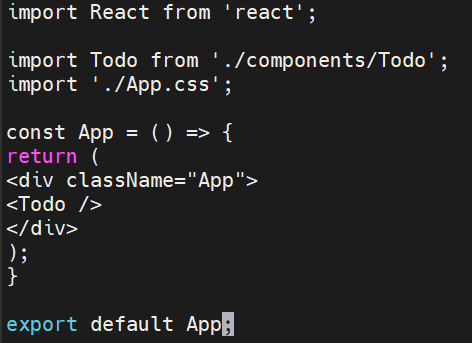 import React from 'react';
import Todo from './components/Todo';
import './App.css';
const App = () => {
return (
<div className="App">
<Todo />
</div>
);
}
export default App;